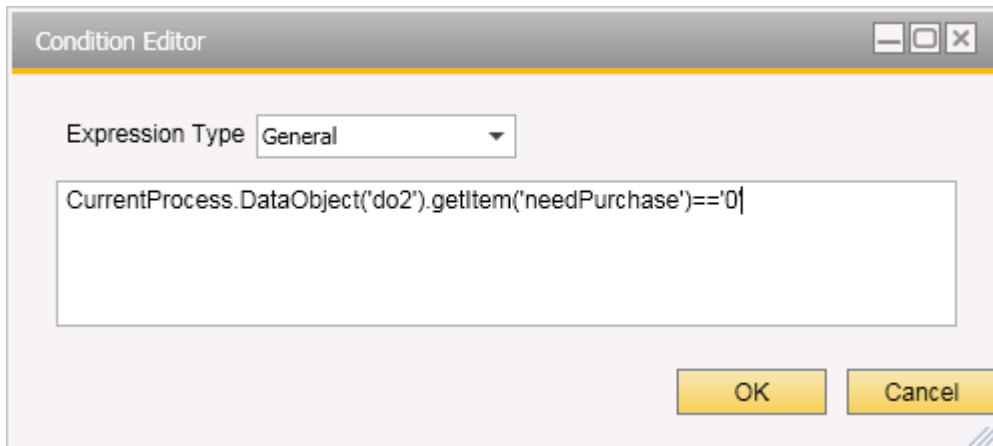 Condition Editor
Expression Type General
CurrentProcess.DataObject('do2').getItem('needPurchase')=='0'
OK Cancel